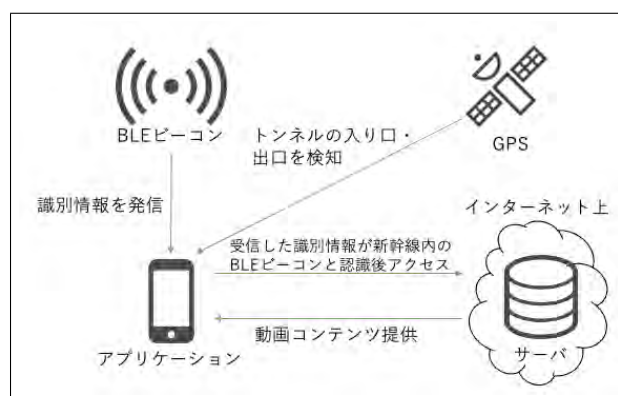 BLEビーコン
GPS
トンネルの入り口・
出口を検知
識別情報を発信
インターネット上
受信した識別情報が新幹線内の
BLEビーコンと認識後アクセス
動画コンテンツ提供
アプリケーション
サーバ